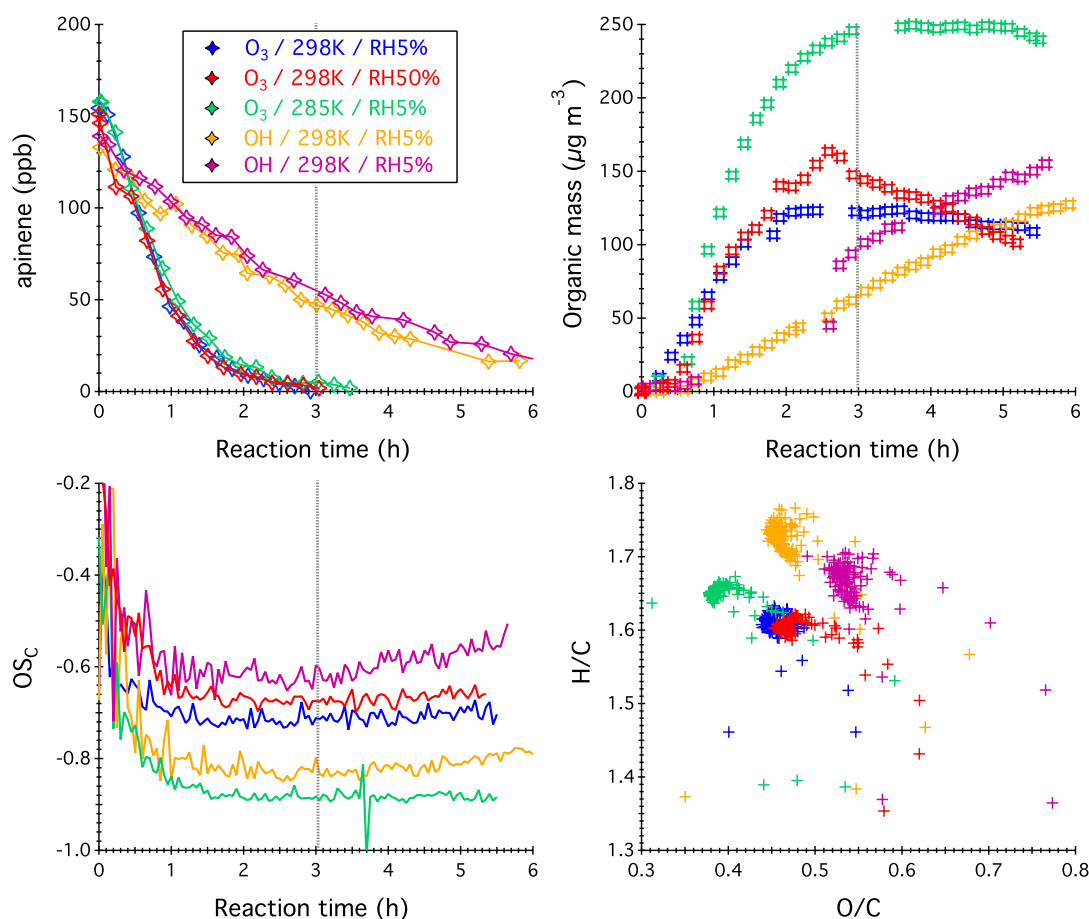 200
150
100
50
0
apinene (ppb)
O3 / 298K / RH5%
O3 / 298K / RH50%
O3 / 285K / RH5%
OH / 298K / RH5%
OH / 298K / RH5%
0 1 2 3 4 5 6
Reaction time (h)
250
200
150
100
50
0
Organic mass (µg m-3)
0 1 2 3 4 5 6
Reaction time (h)
-0.2
-0.4
-0.6
-0.8
-1.0
OSC
0 1 2 3 4 5 6
Reaction time (h)
1.8
1.7
1.6
1.5
1.4
1.3
H/C
0.3 0.4 0.5 0.6 0.7 0.8
O/C